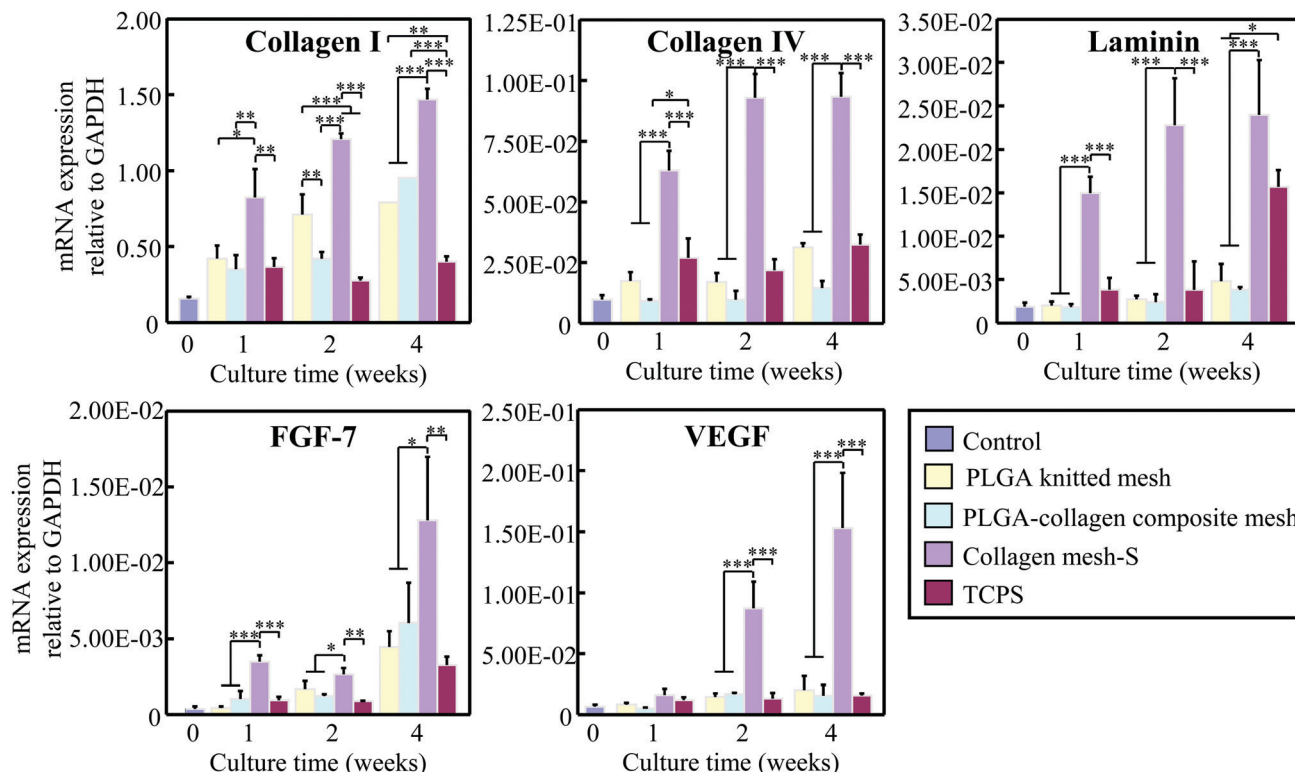 Collagen I
2.00
1.50
1.00
0.50
0
** *** *** ***
*** *** ***
** * ** **
0 1 2 4
Culture time (weeks)
mRNA expression
relative to GAPDH
Collagen IV
1.25E-01
1.00E-01
7.50E-02
5.00E-02
2.50E-02
0
*** *** *** ***
* *** ***
0 1 2 4
Culture time (weeks)
Laminin
3.50E-02
3.00E-02
2.50E-02
2.00E-02
1.50E-02
1.00E-02
5.00E-03
0
* *** *** ***
*** ***
0 1 2 4
Culture time (weeks)
FGF-7
2.00E-02
1.50E-02
1.00E-02
5.00E-03
0
* **
*** *** * **
0 1 2 4
Culture time (weeks)
mRNA expression
relative to GAPDH
VEGF
2.50E-01
2.00E-01
1.50E-01
1.00E-01
5.00E-02
0
*** ***
*** ***
0 1 2 4
Culture time (weeks)
Control
PLGA knitted mesh
PLGA-collagen composite mesh
Collagen mesh-S
TCPS